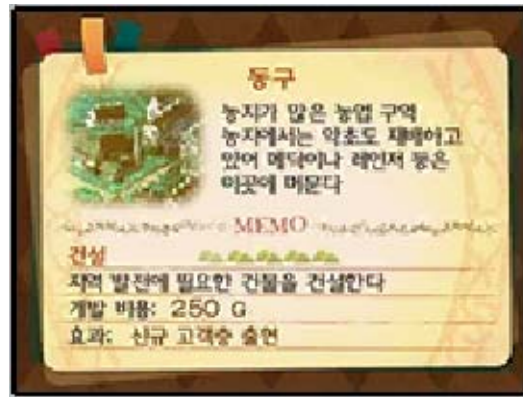 동구
농지가 많은 농업 구역
농지에서는 약초도 재배하고
있어 메딕이나 레인저 등은
이곳에 머문다
MEMO
건설
지역 발전에 필요한 건물을 건설한다
개발 비용: 250 G
효과: 신규 고객층 출현